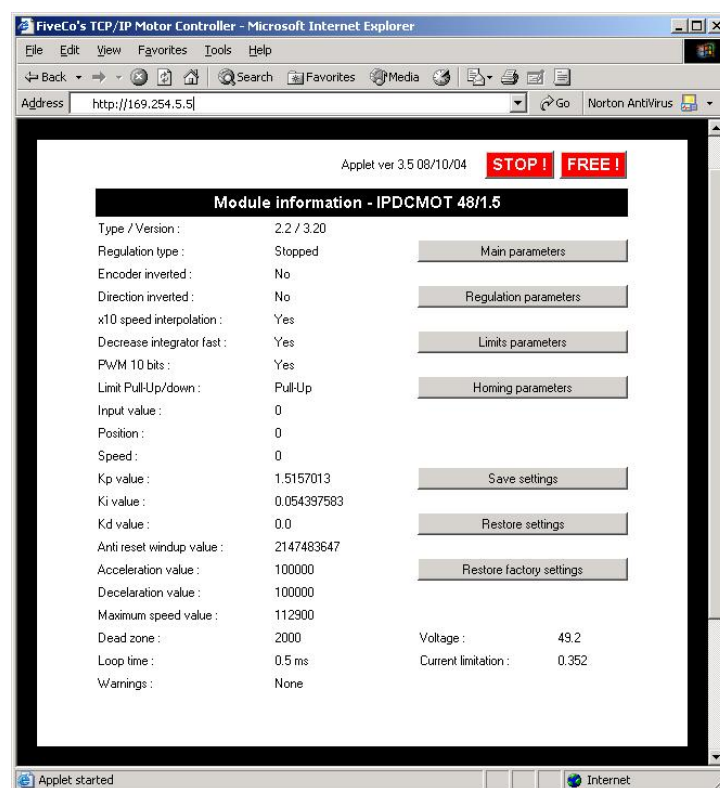 FiveCo's TCP/IP Motor Controller - Microsoft Internet Explorer
File Edit View Favorites Tools Help
Back Search Favorites Media
Address http://169.254.5.5 Go Norton AntiVirus
Applet ver 3.5 08/10/04 STOP ! FREE !
Module information - IPDCMOT 48/1.5
Type / Version : 2.2 / 3.20
Regulation type : Stopped Main parameters
Encoder inverted : No
Direction inverted : No Regulation parameters
x10 speed interpolation : Yes
Decrease integrator fast : Yes Limits parameters
PWM 10 bits : Yes
Limit Pull-Up/down : Pull-Up Homing parameters
Input value : 0
Position : 0
Speed : 0
Kp value : 1.5157013 Save settings
Ki value : 0.054397583
Kd value : 0.0 Restore settings
Anti reset windup value : 2147483647
Acceleration value : 100000 Restore factory settings
Decelaration value : 100000
Maximum speed value : 112900
Dead zone : 2000 Voltage : 49.2
Loop time : 0.5 ms Current limitation : 0.352
Warnings : None
Applet started Internet